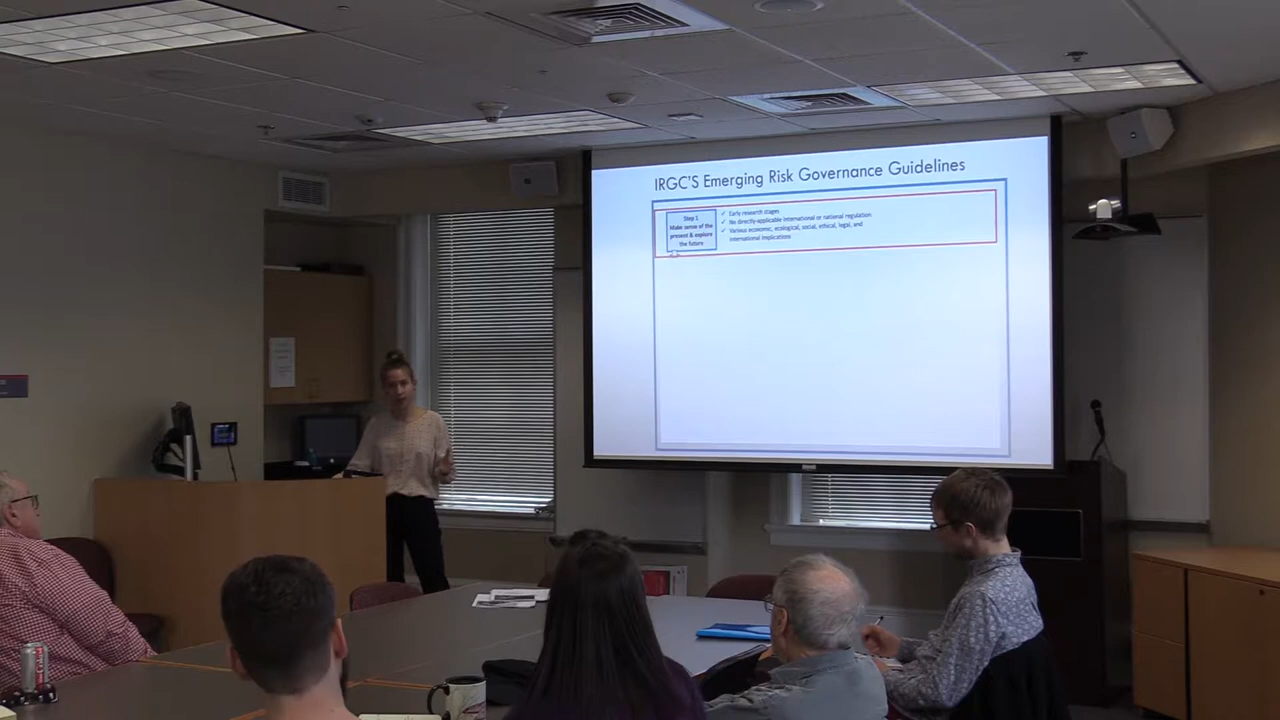 IRGC'S Emerging Risk Governance Guidelines
Step 1
Make sense of the
present & explore
the future
✓ Early research stages
✓ No directly-applicable international or national regulation
✓ Various economic, ecological, social, ethical, legal, and
international implications